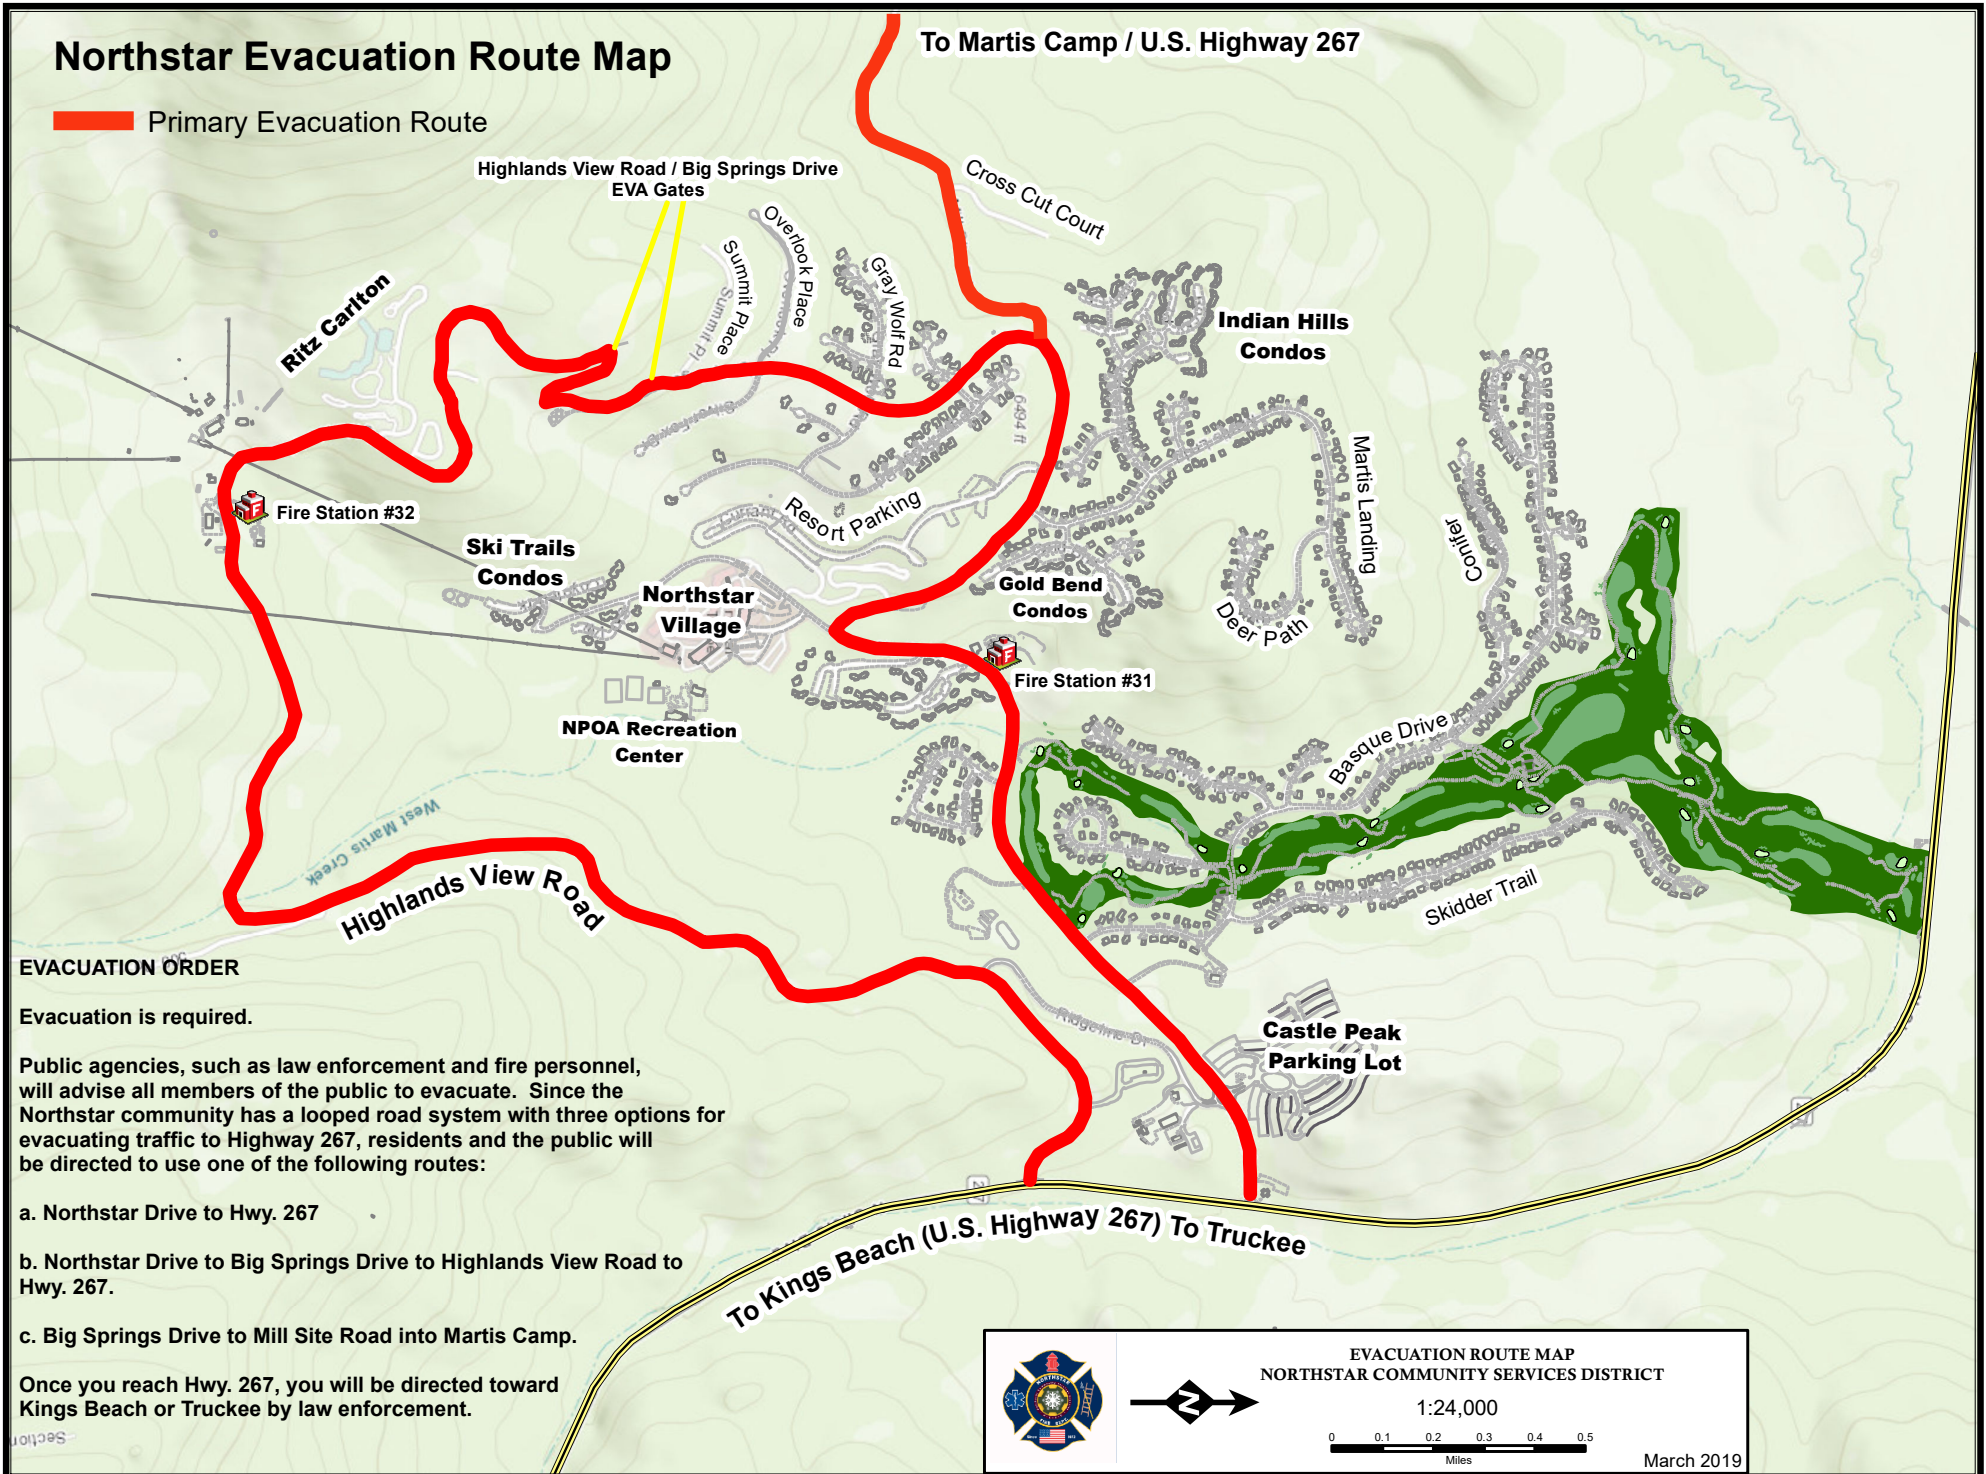 Northstar Evacuation Route Map
Primary Evacuation Route
To Martis Camp / U.S. Highway 267
Highlands View Road / Big Springs Drive
EVA Gates
Cross Cut Court
Overlook Place
Summit Place
Summit Pl
Gray Wolf Rd
Ritz Carlton
Indian Hills
Condos
6494 ft
Martis Landing
Conifer
Resort Parking
Fire Station #32
Ski Trails
Condos
Northstar
Village
Gold Bend
Condos
Deer Path
Fire Station #31
NPOA Recreation
Center
Basque Drive
West Martis Creek
Highlands View Road
Skidder Trail
Castle Peak
Parking Lot
EVACUATION ORDER
Evacuation is required.
Public agencies, such as law enforcement and fire personnel,
will advise all members of the public to evacuate. Since the
Northstar community has a looped road system with three options for
evacuating traffic to Highway 267, residents and the public will
be directed to use one of the following routes:
a. Northstar Drive to Hwy. 267
b. Northstar Drive to Big Springs Drive to Highlands View Road to
Hwy. 267.
c. Big Springs Drive to Mill Site Road into Martis Camp.
Once you reach Hwy. 267, you will be directed toward
Kings Beach or Truckee by law enforcement.
Section
To Kings Beach (U.S. Highway 267) To Truckee
NORTHSTAR
FIRE DEPT.
N
EVACUATION ROUTE MAP
NORTHSTAR COMMUNITY SERVICES DISTRICT
1:24,000
0 0.1 0.2 0.3 0.4 0.5
Miles
March 2019